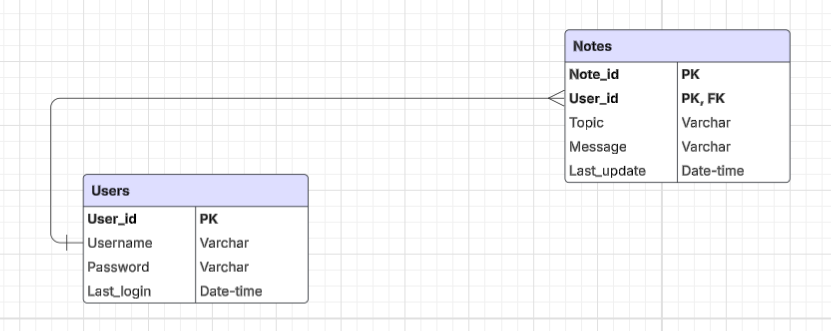 Notes
Note_id PK
User_id PK, FK
Topic Varchar
Message Varchar
Last_update Date-time
Users
User_id PK
Username Varchar
Password Varchar
Last_login Date-time